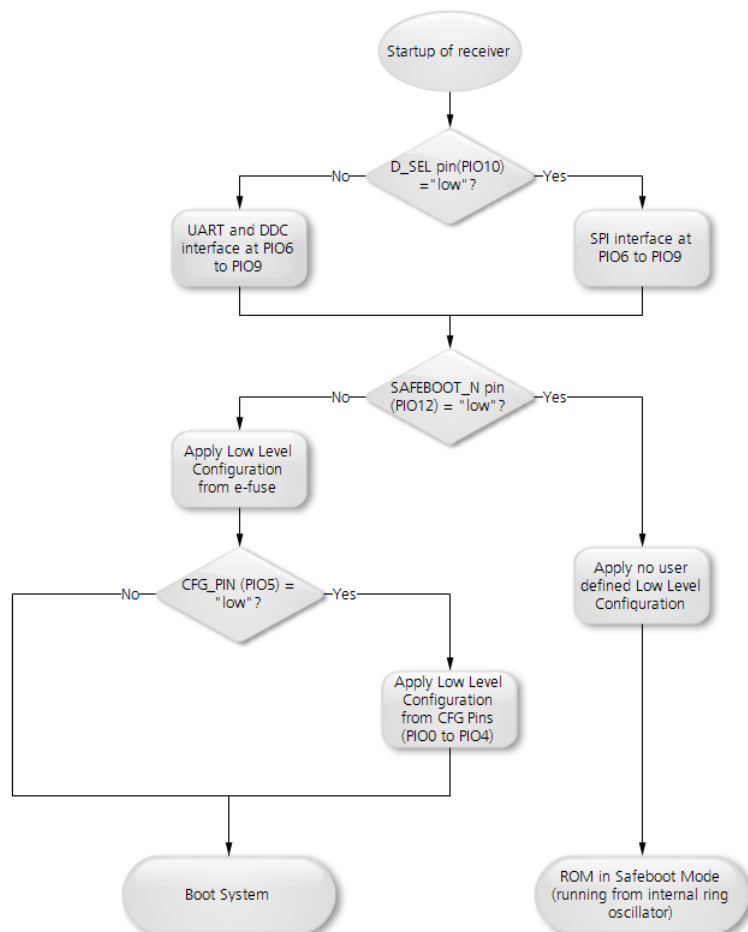 Startup of receiver
D_SEL pin(PIO10)
="low"?
No
Yes
UART and DDC
interface at PIO6
to PIO9
SPI interface at
PIO6 to PIO9
SAFEBOOT_N pin
(PIO12) = "low"?
No
Yes
Apply Low Level
Configuration
from e-fuse
CFG_PIN (PIO5) =
"low"?
No
Yes
Apply no user
defined Low Level
Configuration
Apply Low Level
Configuration
from CFG Pins
(PIO0 to PIO4)
Boot System
ROM in Safeboot Mode
(running from internal ring
oscillator)